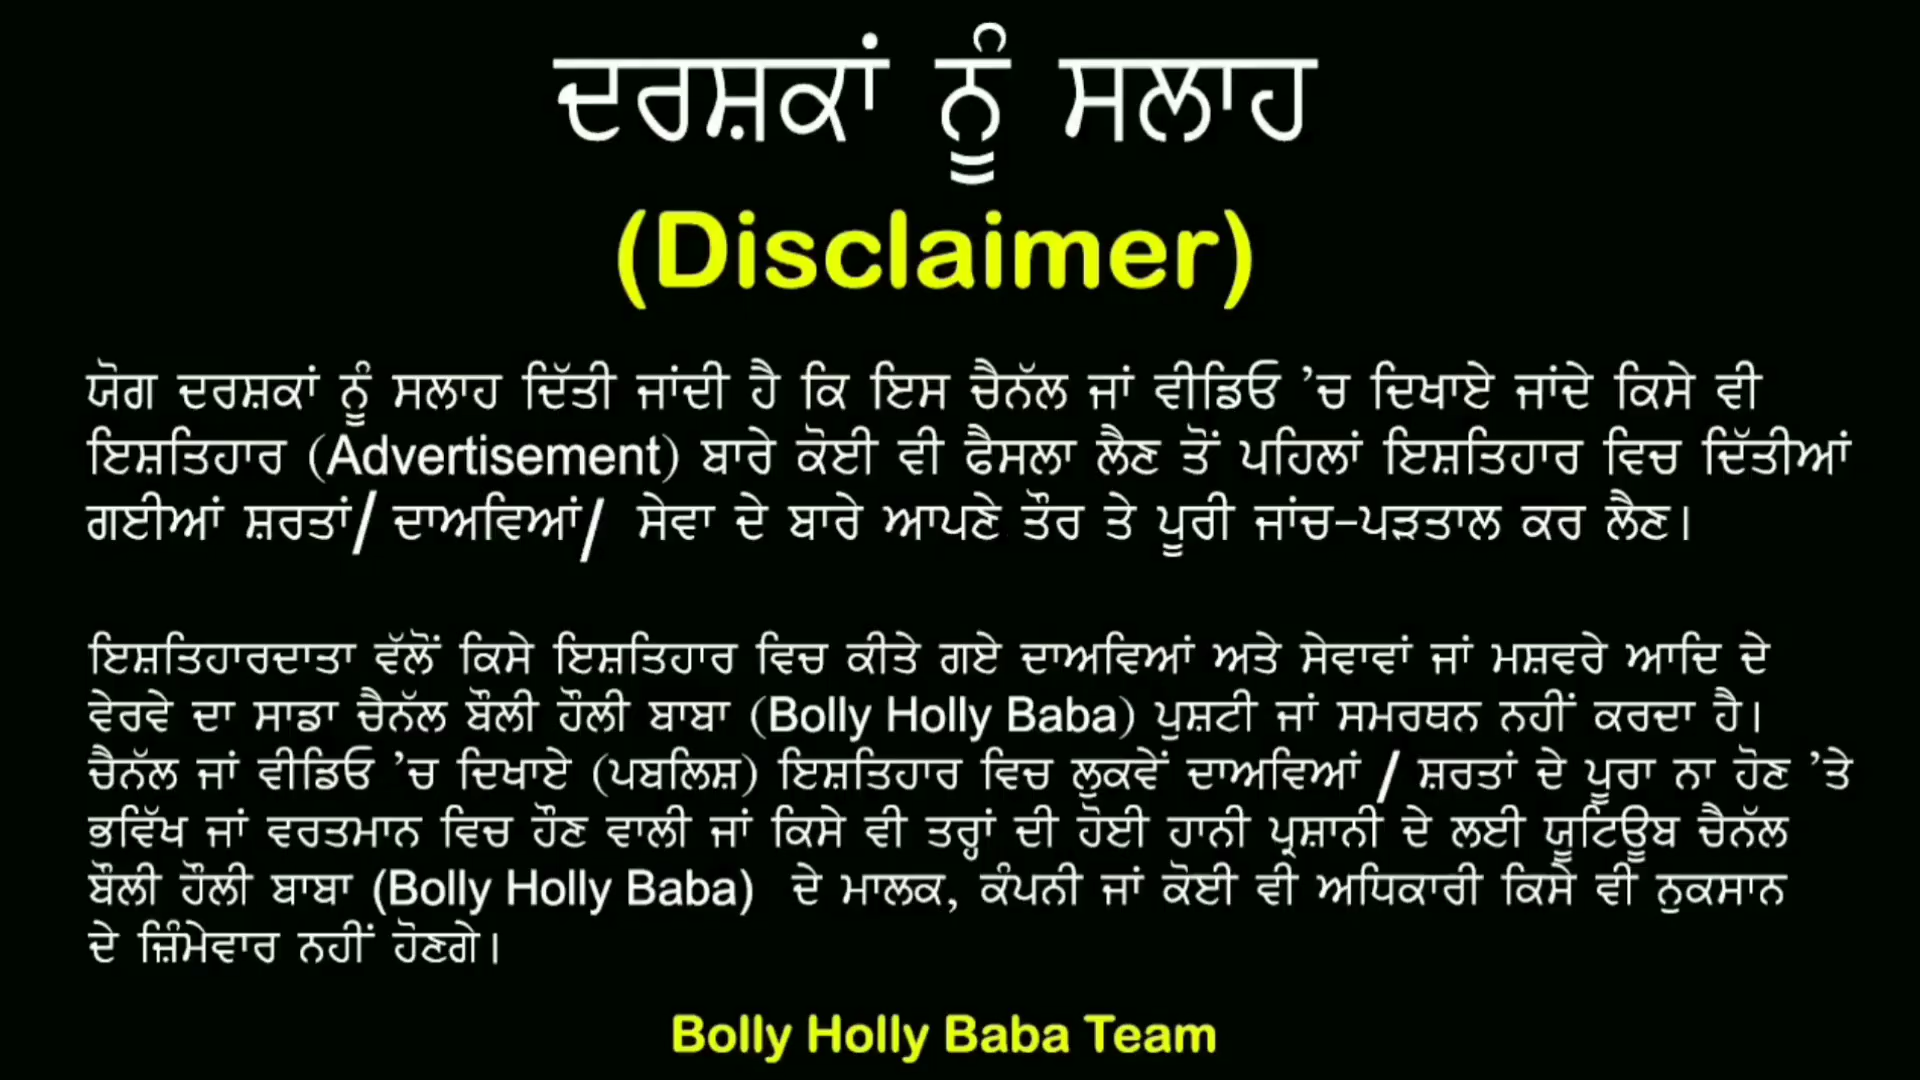 ਦਰਸ਼ਕਾਂ ਨੂੰ ਸਲਾਹ
(Disclaimer)
ਯੋਗ ਦਰਸ਼ਕਾਂ ਨੂੰ ਸਲਾਹ ਦਿੱਤੀ ਜਾਂਦੀ ਹੈ ਕਿ ਇਸ ਚੈਨੱਲ ਜਾਂ ਵੀਡਿਓ ’ਚ ਦਿਖਾਏ ਜਾਂਦੇ ਕਿਸੇ ਵੀ
ਇਸ਼ਤਿਹਾਰ (Advertisement) ਬਾਰੇ ਕੋਈ ਵੀ ਫੈਸਲਾ ਲੈਣ ਤੋਂ ਪਹਿਲਾਂ ਇਸ਼ਤਿਹਾਰ ਵਿਚ ਦਿੱਤੀਆਂ
ਗਈਆਂ ਸ਼ਰਤਾਂ/ ਦਾਅਵਿਆਂ/ ਸੇਵਾ ਦੇ ਬਾਰੇ ਆਪਣੇ ਤੌਰ ਤੇ ਪੂਰੀ ਜਾਂਚ-ਪੜਤਾਲ ਕਰ ਲੈਣ।
ਇਸ਼ਤਿਹਾਰਦਾਤਾ ਵੱਲੋਂ ਕਿਸੇ ਇਸ਼ਤਿਹਾਰ ਵਿਚ ਕੀਤੇ ਗਏ ਦਾਅਵਿਆਂ ਅਤੇ ਸੇਵਾਵਾਂ ਜਾਂ ਮਸ਼ਵਰੇ ਆਦਿ ਦੇ
ਵੇਰਵੇ ਦਾ ਸਾਡਾ ਚੈਨੱਲ ਬੌਲੀ ਹੌਲੀ ਬਾਬਾ (Bolly Holly Baba) ਪੁਸ਼ਟੀ ਜਾਂ ਸਮਰਥਨ ਨਹੀਂ ਕਰਦਾ ਹੈ।
ਚੈਨੱਲ ਜਾਂ ਵੀਡਿਓ ’ਚ ਦਿਖਾਏ (ਪਬਲਿਸ਼) ਇਸ਼ਤਿਹਾਰ ਵਿਚ ਲੁਕਵੇਂ ਦਾਅਵਿਆਂ / ਸ਼ਰਤਾਂ ਦੇ ਪੂਰਾ ਨਾ ਹੋਣ ’ਤੇ
ਭਵਿੱਖ ਜਾਂ ਵਰਤਮਾਨ ਵਿਚ ਹੌਣ ਵਾਲੀ ਜਾਂ ਕਿਸੇ ਵੀ ਤਰ੍ਹਾਂ ਦੀ ਹੋਈ ਹਾਨੀ ਪ੍ਰਸ਼ਾਨੀ ਦੇ ਲਈ ਯੂਟਿਊਬ ਚੈਨੱਲ
ਬੌਲੀ ਹੌਲੀ ਬਾਬਾ (Bolly Holly Baba) ਦੇ ਮਾਲਕ, ਕੰਪਨੀ ਜਾਂ ਕੋਈ ਵੀ ਅਧਿਕਾਰੀ ਕਿਸੇ ਵੀ ਨੁਕਸਾਨ
ਦੇ ਜ਼ਿੰਮੇਵਾਰ ਨਹੀਂ ਹੋਣਗੇ।
Bolly Holly Baba Team